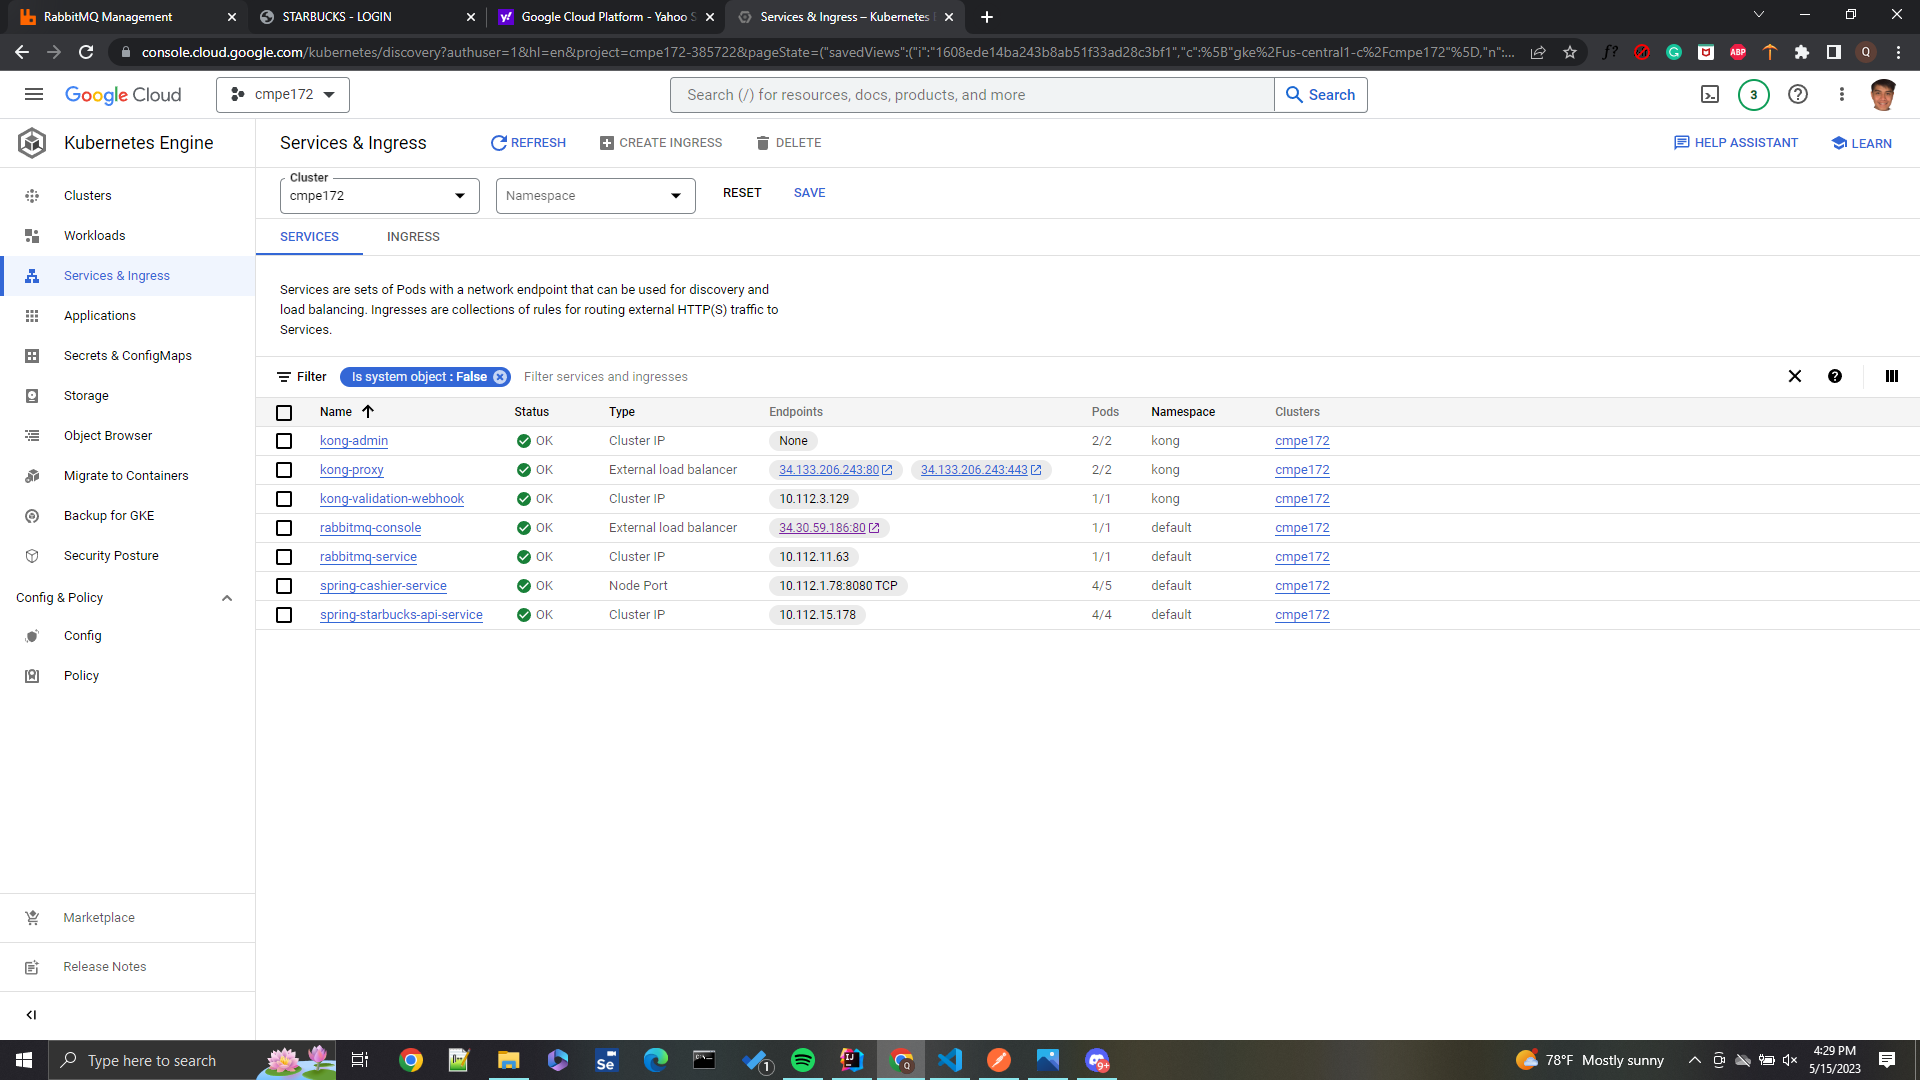 RabbitMQ Management
STARBUCKS - LOGIN
Google Cloud Platform - Yahoo S
Services & Ingress – Kubernetes E
console.cloud.google.com/kubernetes/discovery?authuser=1&hl=en&project=cmpe172-385722&pageState=("savedViews":("i":"1608ede14ba243b8ab51f33ad28c3bf1","c":%5B"gke%2Fus-central1-c%2Fcmpe172"%5D,"n":...
f?
ABP
Q
Google Cloud
cmpe172
Search (/) for resources, docs, products, and more
Search
3
Kubernetes Engine
Services & Ingress
REFRESH
CREATE INGRESS
DELETE
HELP ASSISTANT
LEARN
Clusters
Workloads
Services & Ingress
Applications
Secrets & ConfigMaps
Storage
Object Browser
Migrate to Containers
Backup for GKE
Security Posture
Config & Policy
Config
Policy
Marketplace
Release Notes
Cluster
cmpe172
Namespace
RESET
SAVE
SERVICES
INGRESS
Services are sets of Pods with a network endpoint that can be used for discovery and
load balancing. Ingresses are collections of rules for routing external HTTP(S) traffic to
Services.
Filter
Is system object : False
Filter services and ingresses
Name Status Type Endpoints Pods Namespace Clusters
kong-admin OK Cluster IP None 2/2 kong cmpe172
kong-proxy OK External load balancer 34.133.206.243:80 34.133.206.243:443 2/2 kong cmpe172
kong-validation-webhook OK Cluster IP 10.112.3.129 1/1 kong cmpe172
rabbitmq-console OK External load balancer 34.30.59.186:80 1/1 default cmpe172
rabbitmq-service OK Cluster IP 10.112.11.63 1/1 default cmpe172
spring-cashier-service OK Node Port 10.112.1.78:8080 TCP 4/5 default cmpe172
spring-starbucks-api-service OK Cluster IP 10.112.15.178 4/4 default cmpe172
Type here to search
Se
1
IJ
Q
9+
78°F Mostly sunny
4:29 PM
5/15/2023